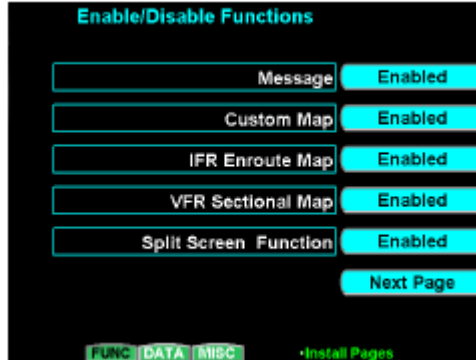 Enable/Disable Functions
Message Enabled
Custom Map Enabled
IFR Enroute Map Enabled
VFR Sectional Map Enabled
Split Screen Function Enabled
Next Page
FUNC DATA MISC •Install Pages